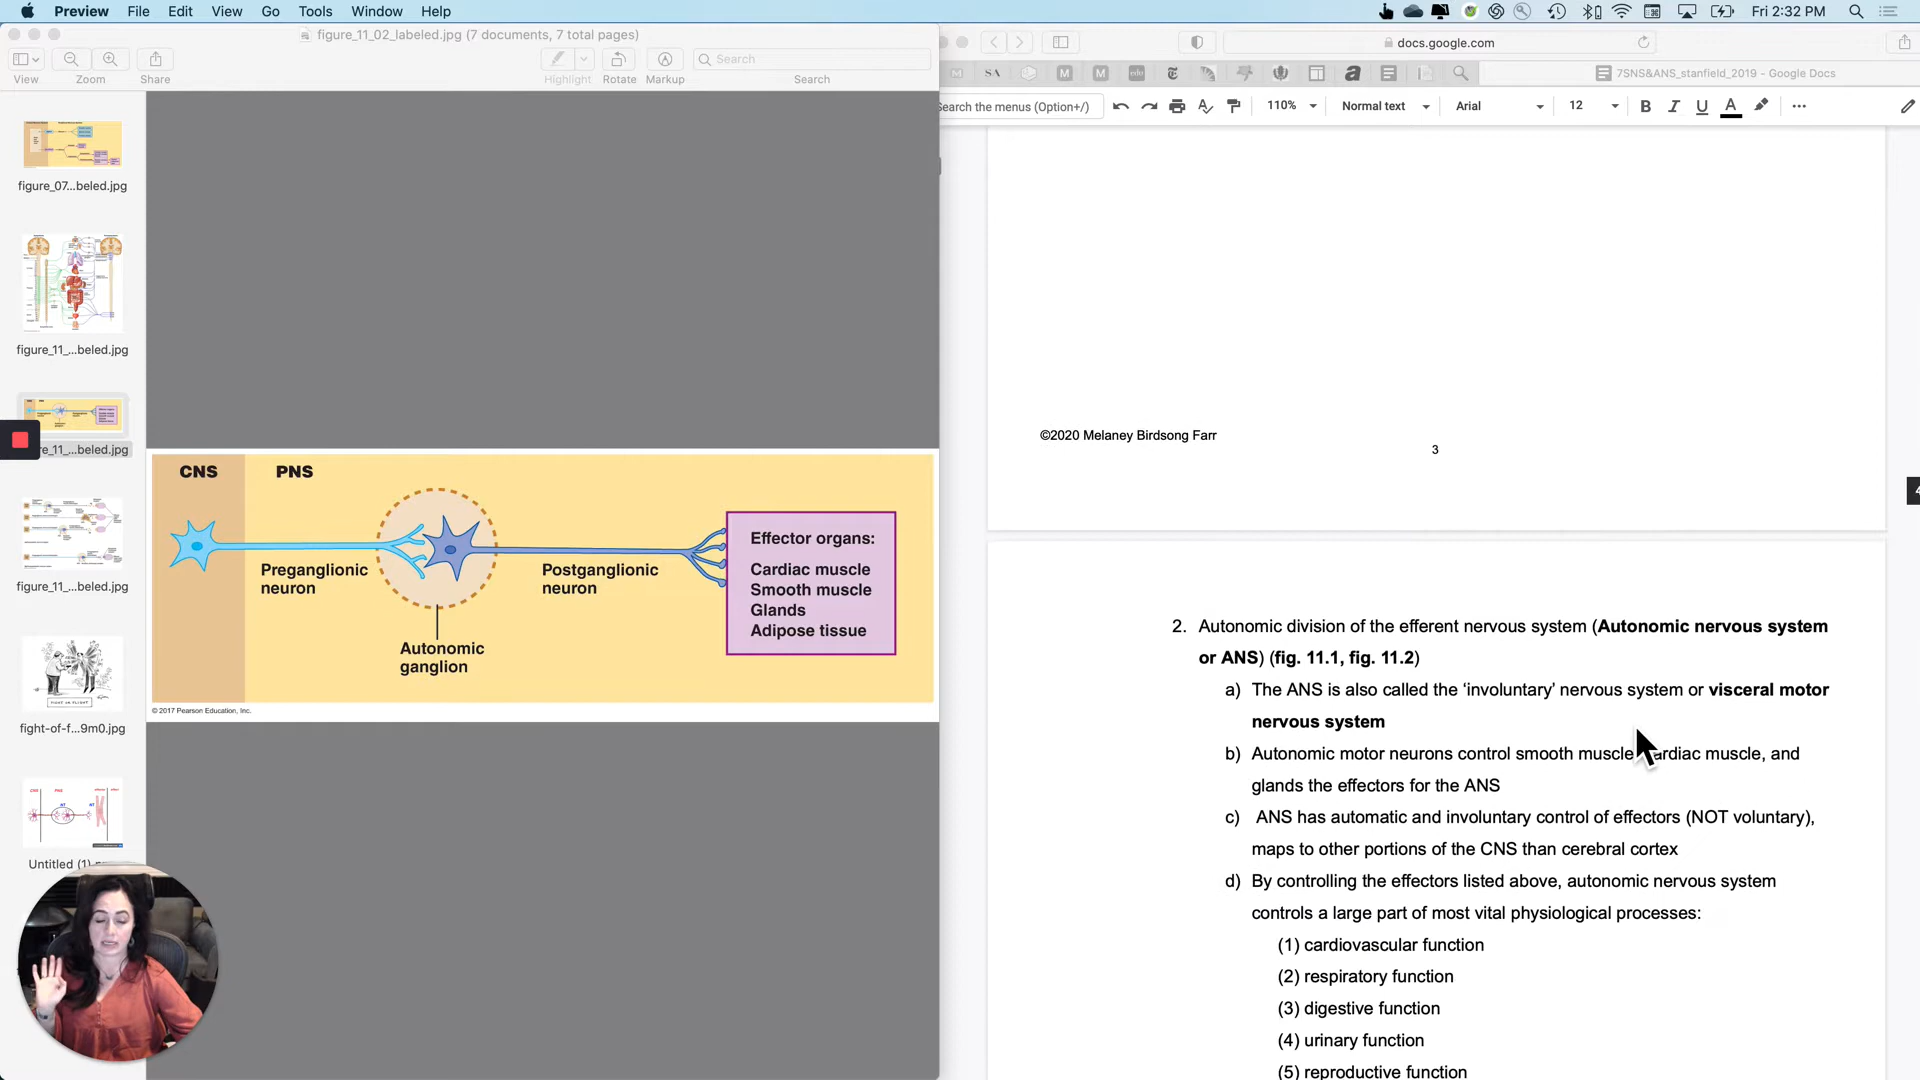 Preview File Edit View Go Tools Window Help
Fri 2:32 PM
figure_11_02_labeled.jpg (7 documents, 7 total pages)
View
Zoom
Share
Highlight
Rotate
Markup
Search
Search
figure_07...beled.jpg
figure_11_...beled.jpg
re_11_...beled.jpg
figure_11_...beled.jpg
fight-of-f...9m0.jpg
Untitled (1)
CNS
PNS
Preganglionic
neuron
Autonomic
ganglion
Postganglionic
neuron
Effector organs:
Cardiac muscle
Smooth muscle
Glands
Adipose tissue
© 2017 Pearson Education, Inc.
docs.google.com
SA
7SNS&ANS_stanfield_2019 - Google Docs
Search the menus (Option+/)
110%
Normal text
Arial
12
B I U A
©2020 Melaney Birdsong Farr
3
2. Autonomic division of the efferent nervous system (Autonomic nervous system
or ANS) (fig. 11.1, fig. 11.2)
a) The ANS is also called the ‘involuntary’ nervous system or visceral motor
nervous system
b) Autonomic motor neurons control smooth muscle ardiac muscle, and
glands the effectors for the ANS
c) ANS has automatic and involuntary control of effectors (NOT voluntary),
maps to other portions of the CNS than cerebral cortex
d) By controlling the effectors listed above, autonomic nervous system
controls a large part of most vital physiological processes:
(1) cardiovascular function
(2) respiratory function
(3) digestive function
(4) urinary function
(5) reproductive function